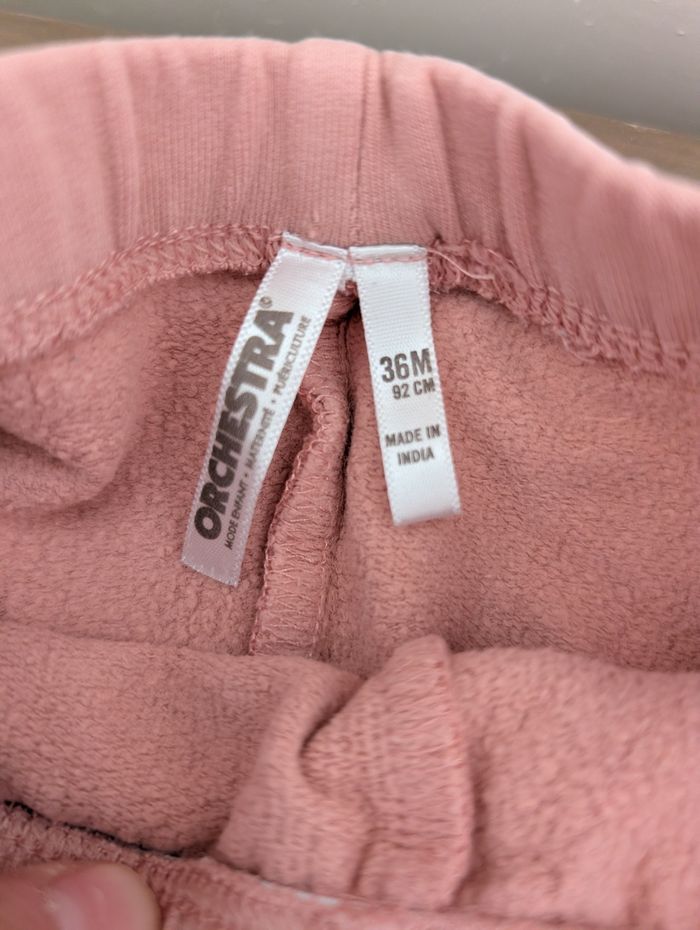 ORCHESTRA®
MODE ENFANT • MATERNITÉ • PUÉRICULTURE
36M
92 CM
MADE IN
INDIA